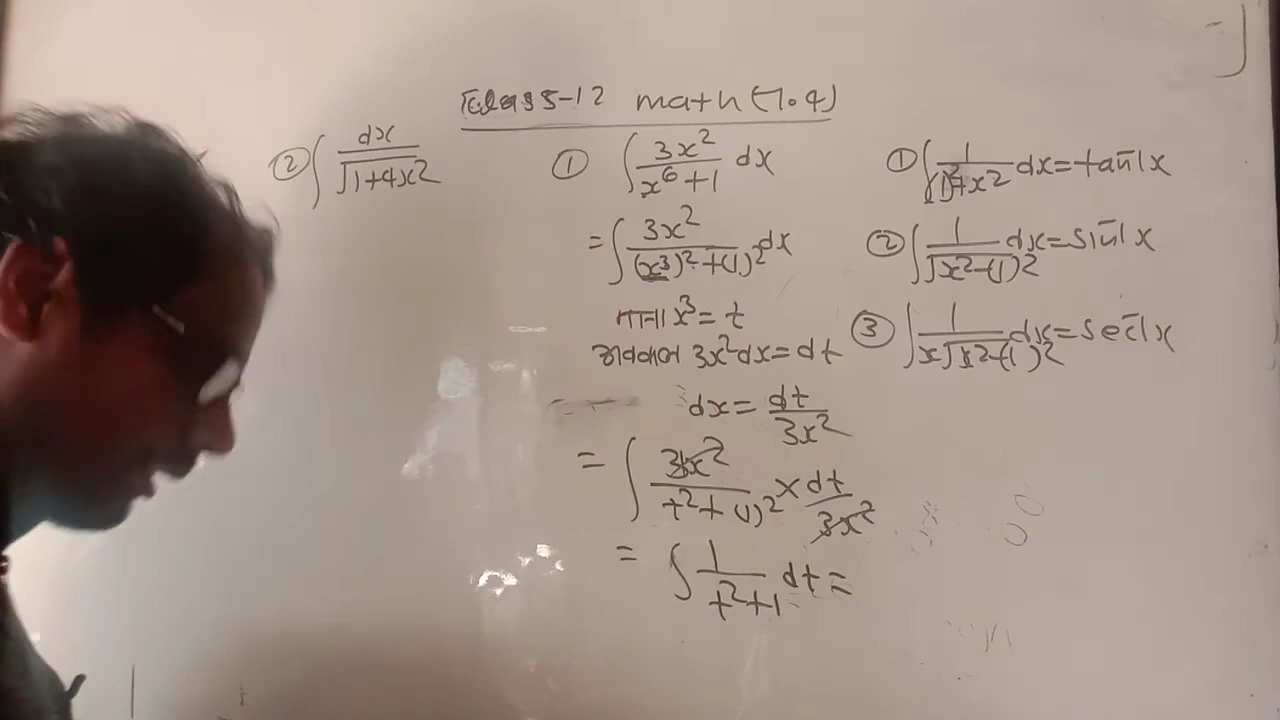 Class-12 math (7.4)
② ∫ dx / √1+4x²
① ∫ 3x² / x⁶+1 dx
= ∫ 3x² / (x³)²+(1)² dx
माना x³ = t
अवकलन 3x²dx = dt
dx = dt / 3x²
= ∫ 3x² / t²+(1)² × dt / 3x²
= ∫ 1 / t²+1 dt =
① ∫ 1 / (1)²+x² dx = tan⁻¹x
② ∫ 1 / √x²-(1)² dx = sin⁻¹x
③ ∫ 1 / x√x²-(1)² dx = sec⁻¹x